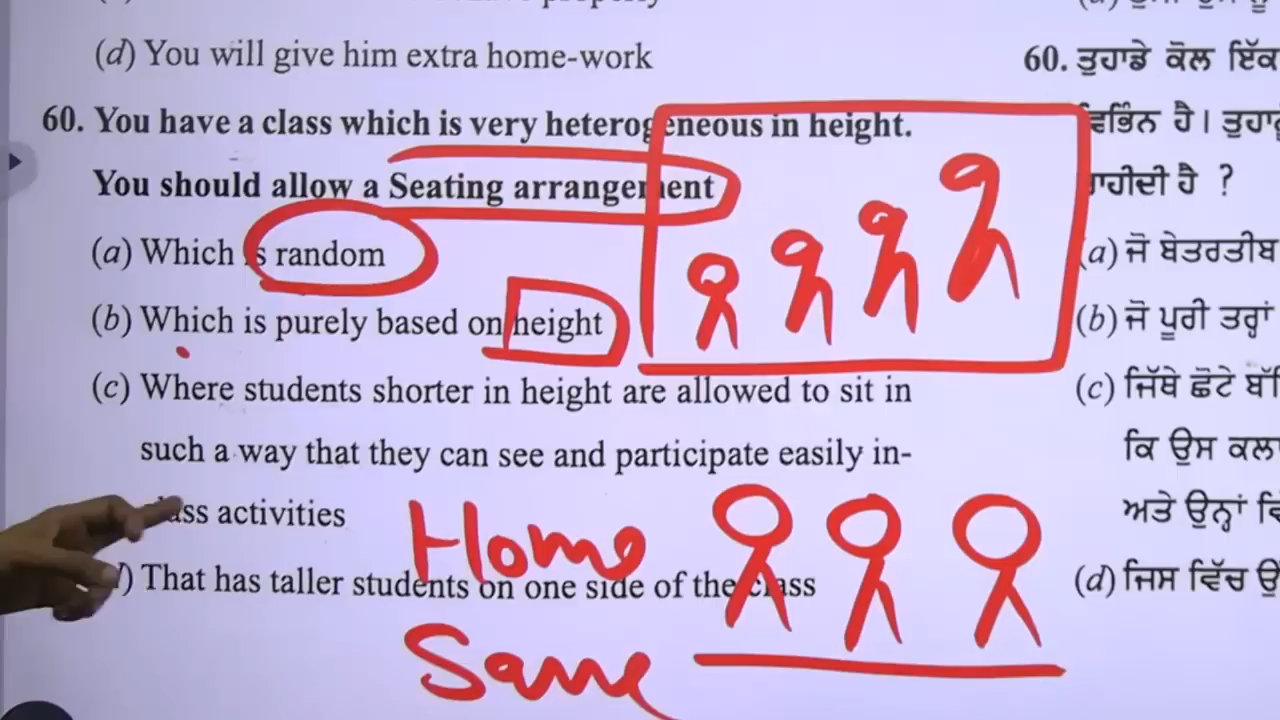 (d) You will give him extra home-work
60. You have a class which is very heterogeneous in height.
You should allow a Seating arrangement
(a) Which is random
(b) Which is purely based on height
(c) Where students shorter in height are allowed to sit in
such a way that they can see and participate easily in-
class activities
) That has taller students on one side of the class
Homo
Same
60. ਤੁਹਾਡੇ ਕੋਲ ਇੱਕ
ਵਿਭਿੰਨ ਹੈ। ਤੁਹਾਨੂ
ਚਾਹੀਦੀ ਹੈ ?
(a) ਜੋ ਬੇਤਰਤੀਬ
(b) ਜੋ ਪੂਰੀ ਤਰ੍ਹਾਂ
(c) ਜਿੱਥੇ ਛੋਟੇ
ਕਿ ਉਸ
ਅਤੇ ਉਨ੍ਹਾਂ
(d) ਜਿਸ ਵਿੱਚ